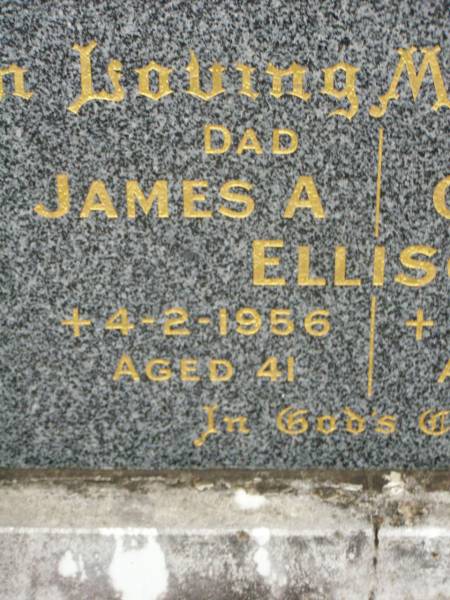 n Loving M
DAD
JAMES A
ELLIS
+ 4-2-1956 +
AGED 41
In God's C